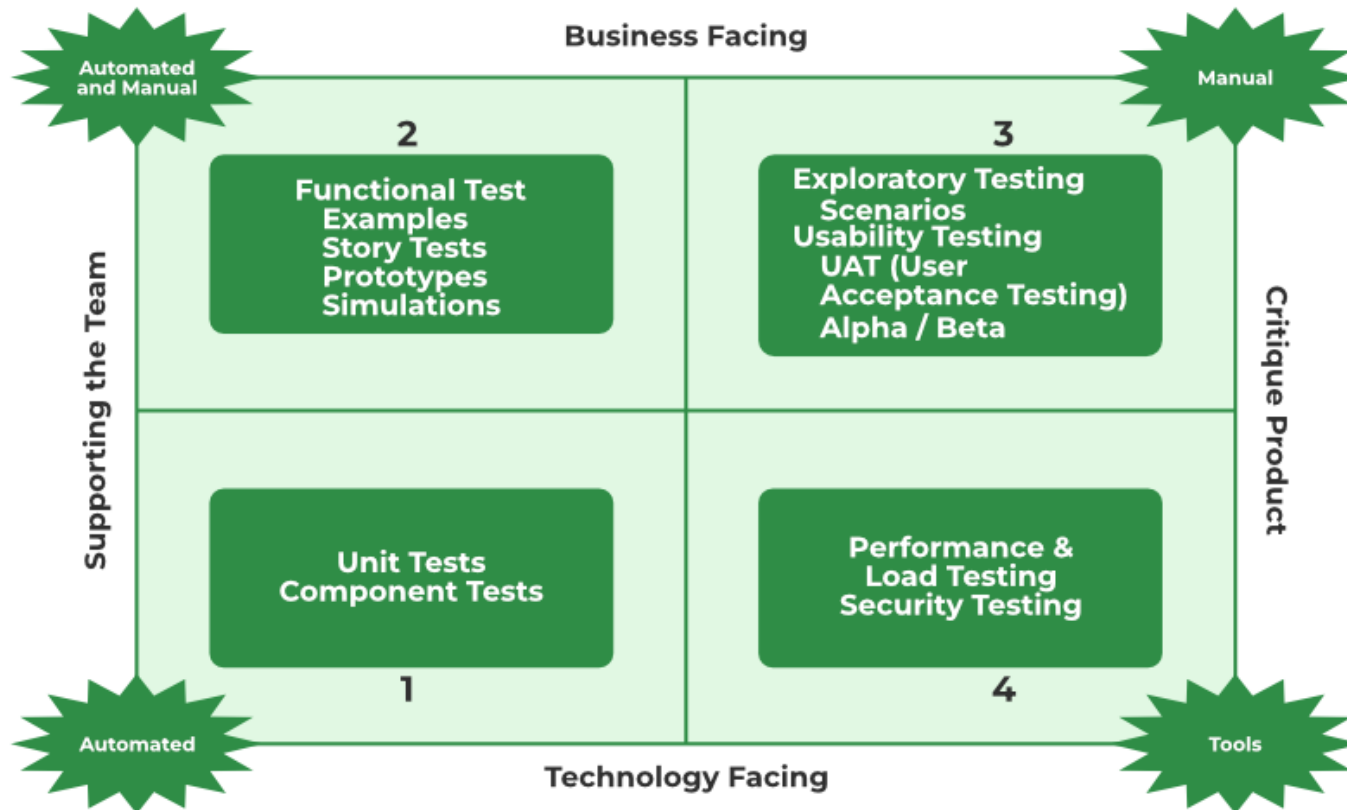 Business Facing
Automated
and Manual
Manual
2
Functional Test
Examples
Story Tests
Prototypes
Simulations
3
Exploratory Testing
Scenarios
Usability Testing
UAT (User
Acceptance Testing)
Alpha / Beta
Supporting the Team
Critique Product
Unit Tests
Component Tests
1
Performance &
Load Testing
Security Testing
4
Automated
Tools
Technology Facing